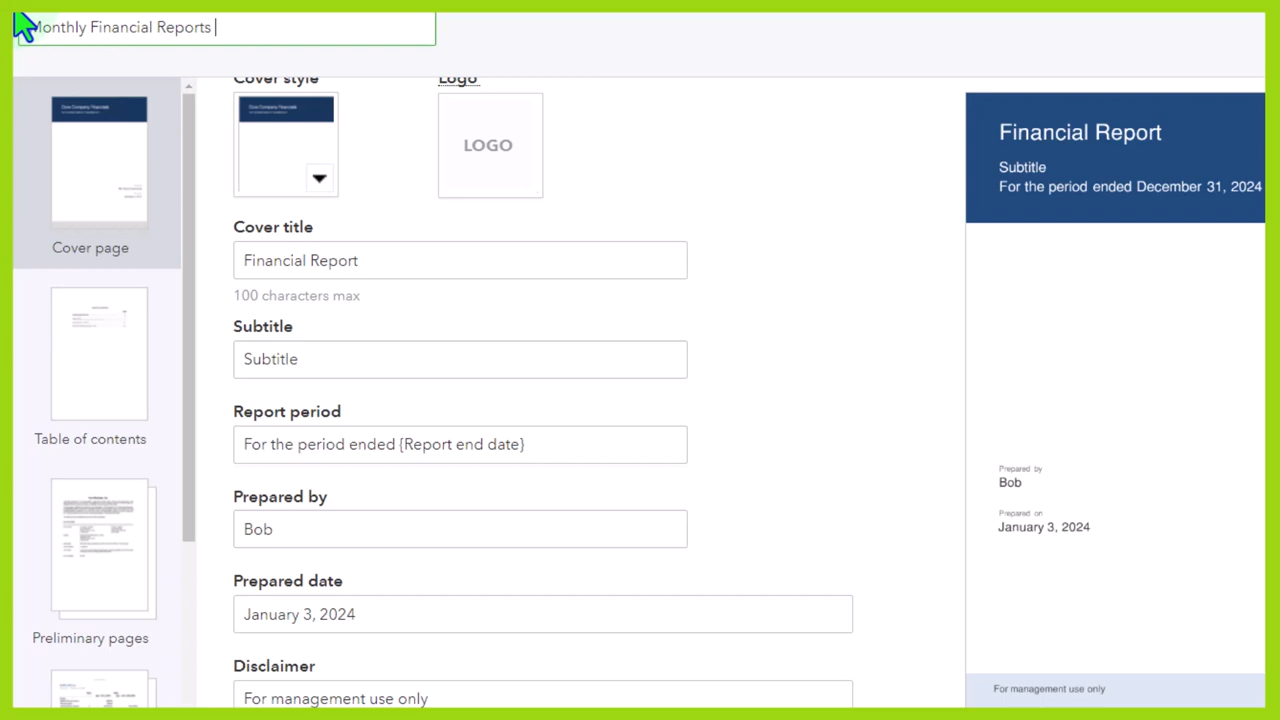 Monthly Financial Reports
Cover style
Logo
LOGO
Cover title
Financial Report
100 characters max
Subtitle
Subtitle
Report period
For the period ended {Report end date}
Prepared by
Bob
Prepared date
January 3, 2024
Disclaimer
For management use only
Cover page
Table of contents
Preliminary pages
Financial Report
Subtitle
For the period ended December 31, 2024
Prepared by
Bob
Prepared on
January 3, 2024
For management use only